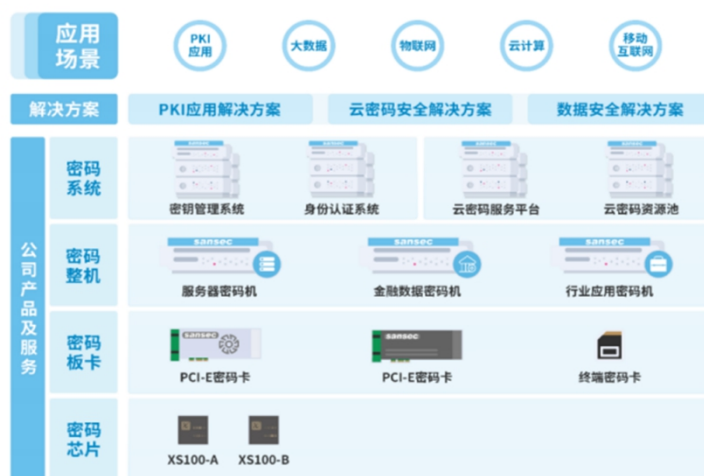 应用
场景
PKI
应用
大数据
物联网
云计算
移动
互联网
解决方案
PKI应用解决方案
云密码安全解决方案
数据安全解决方案
公司产品及服务
密码
系统
sansec
sansec
sansec
sansec
密钥管理系统
身份认证系统
云密码服务平台
云密码资源池
密码
整机
sansec
sansec
sansec
服务器密码机
金融数据密码机
行业应用密码机
密码
板卡
sansec
sansec
PCI-E密码卡
PCI-E密码卡
终端密码卡
密码
芯片
XS100-A
XS100-B